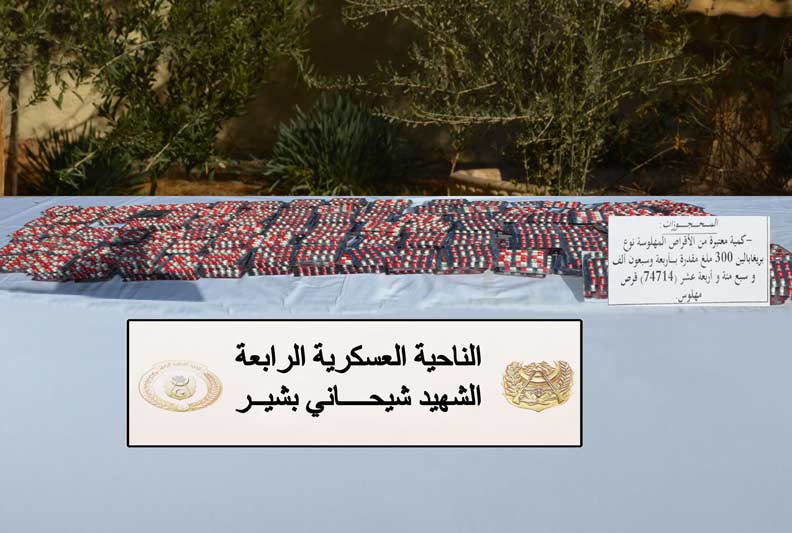 المحجوزات:
-كمية معتبرة من الأقراص المهلوسة نوع
بريغابالين 300 ملغ مقدرة بأربعة وسبعون ألف
و سبع مئة و أربعة عشر (74714) قرص
مهلوس.
الناحية العسكرية الرابعة
الشهيد شيحاني بشير